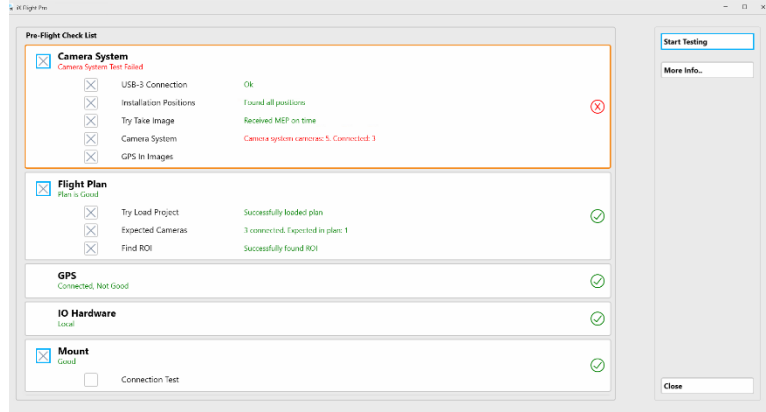 iX Flight Pro
Pre-Flight Check List
Camera System
Camera System Test Failed
USB-3 Connection Ok
Installation Positions Found all positions
Try Take Image Received MEP on time
Camera System Camera system cameras: 5. Connected: 3
GPS In Images
Flight Plan
Plan is Good
Try Load Project Successfully loaded plan
Expected Cameras 3 connected. Expected in plan: 1
Find ROI Successfully found ROI
GPS
Connected, Not Good
IO Hardware
Local
Mount
Good
Connection Test
Start Testing
More Info..
Close